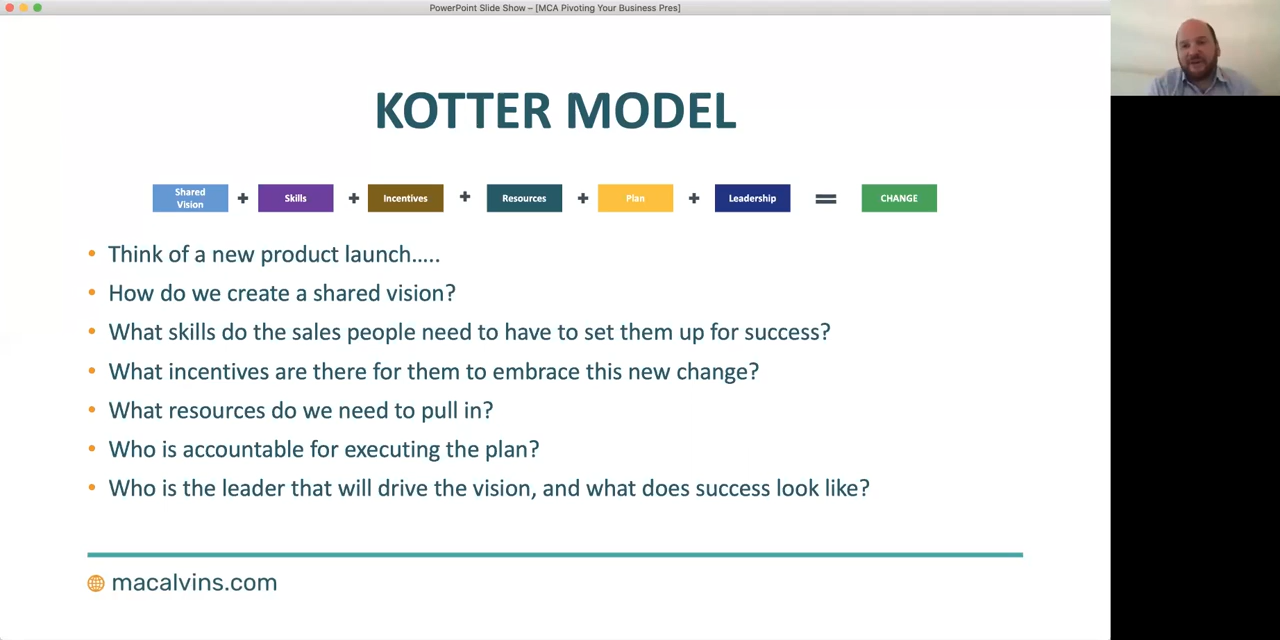 PowerPoint Slide Show – [MCA Pivoting Your Business Pres]
KOTTER MODEL
Shared
Vision
+ Skills + Incentives + Resources + Plan + Leadership = CHANGE
• Think of a new product launch.....
• How do we create a shared vision?
• What skills do the sales people need to have to set them up for success?
• What incentives are there for them to embrace this new change?
• What resources do we need to pull in?
• Who is accountable for executing the plan?
• Who is the leader that will drive the vision, and what does success look like?
macalvins.com